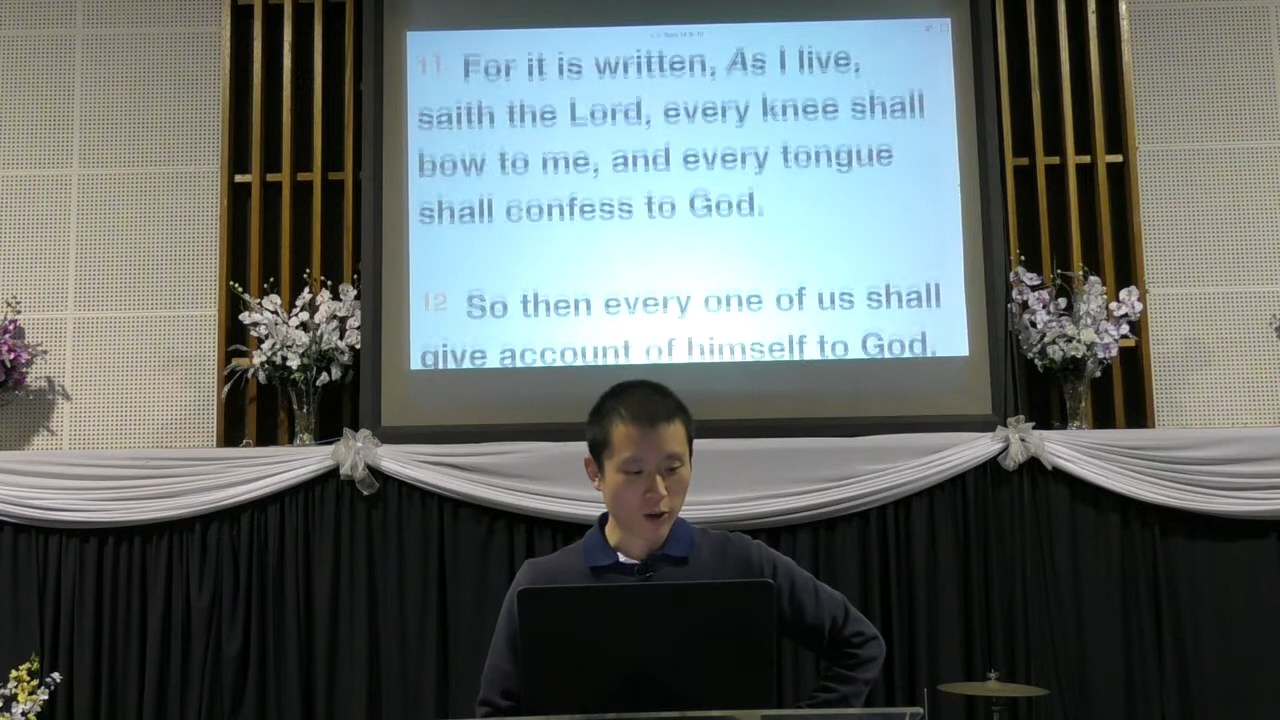 11 For it is written, As I live,
saith the Lord, every knee shall
bow to me, and every tongue
shall confess to God.
12 So then every one of us shall
give account of himself to God.